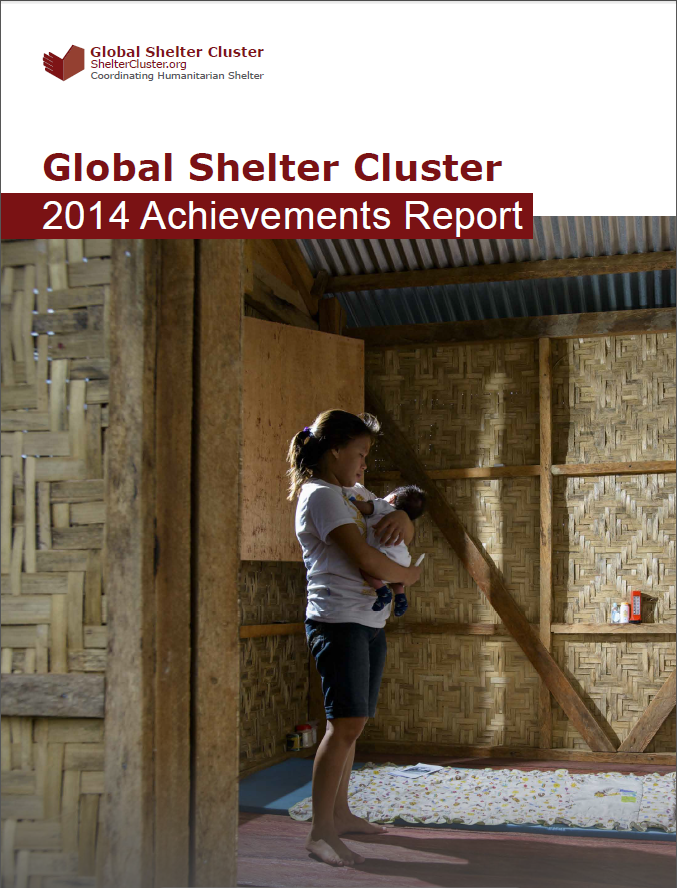 Global Shelter Cluster
ShelterCluster.org
Coordinating Humanitarian Shelter
Global Shelter Cluster
2014 Achievements Report